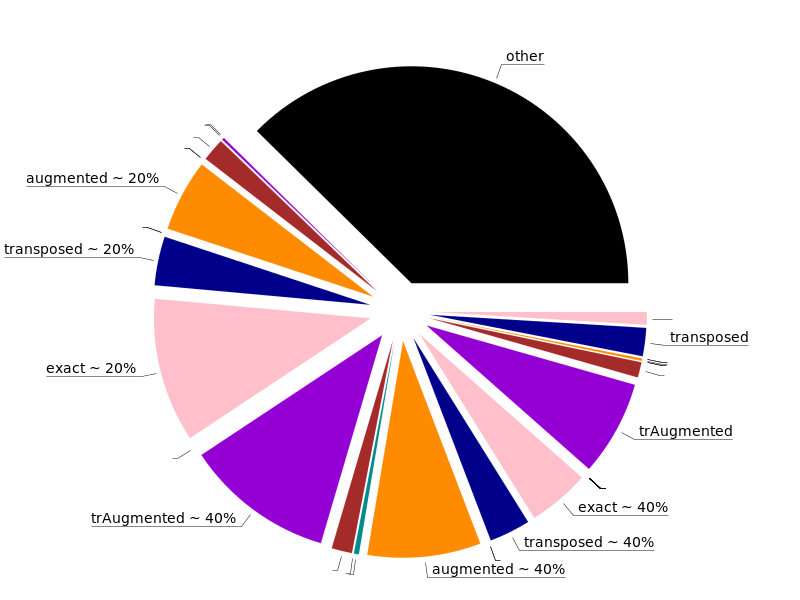 other
augmented ~ 20%
transposed ~ 20%
transposed
exact ~ 20%
trAugmented
exact ~ 40%
trAugmented ~ 40%
transposed ~ 40%
augmented ~ 40%